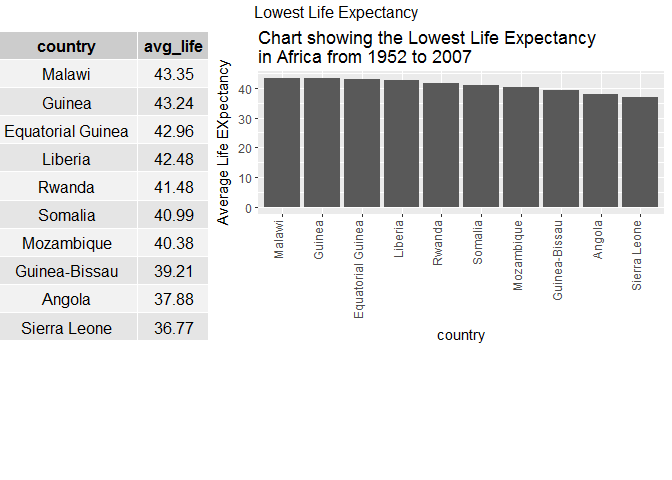 Lowest Life Expectancy
country avg_life
Malawi 43.35
Guinea 43.24
Equatorial Guinea 42.96
Liberia 42.48
Rwanda 41.48
Somalia 40.99
Mozambique 40.38
Guinea-Bissau 39.21
Angola 37.88
Sierra Leone 36.77
Chart showing the Lowest Life Expectancy
in Africa from 1952 to 2007
Average Life EXpectancy
40
30
20
10
0
Malawi
Guinea
Equatorial Guinea
Liberia
Rwanda
Somalia
Mozambique
Guinea-Bissau
Angola
Sierra Leone
country